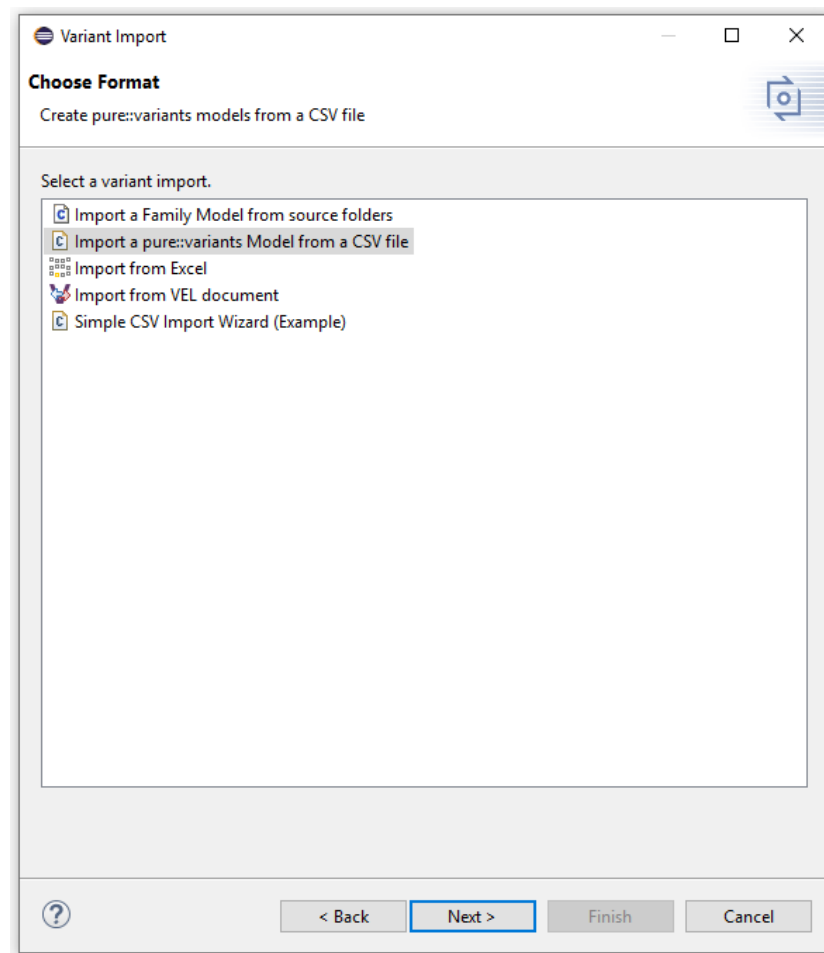 Variant Import
Choose Format
Create pure::variants models from a CSV file
Select a variant import.
Import a Family Model from source folders
Import a pure::variants Model from a CSV file
Import from Excel
Import from VEL document
Simple CSV Import Wizard (Example)
< Back Next > Finish Cancel